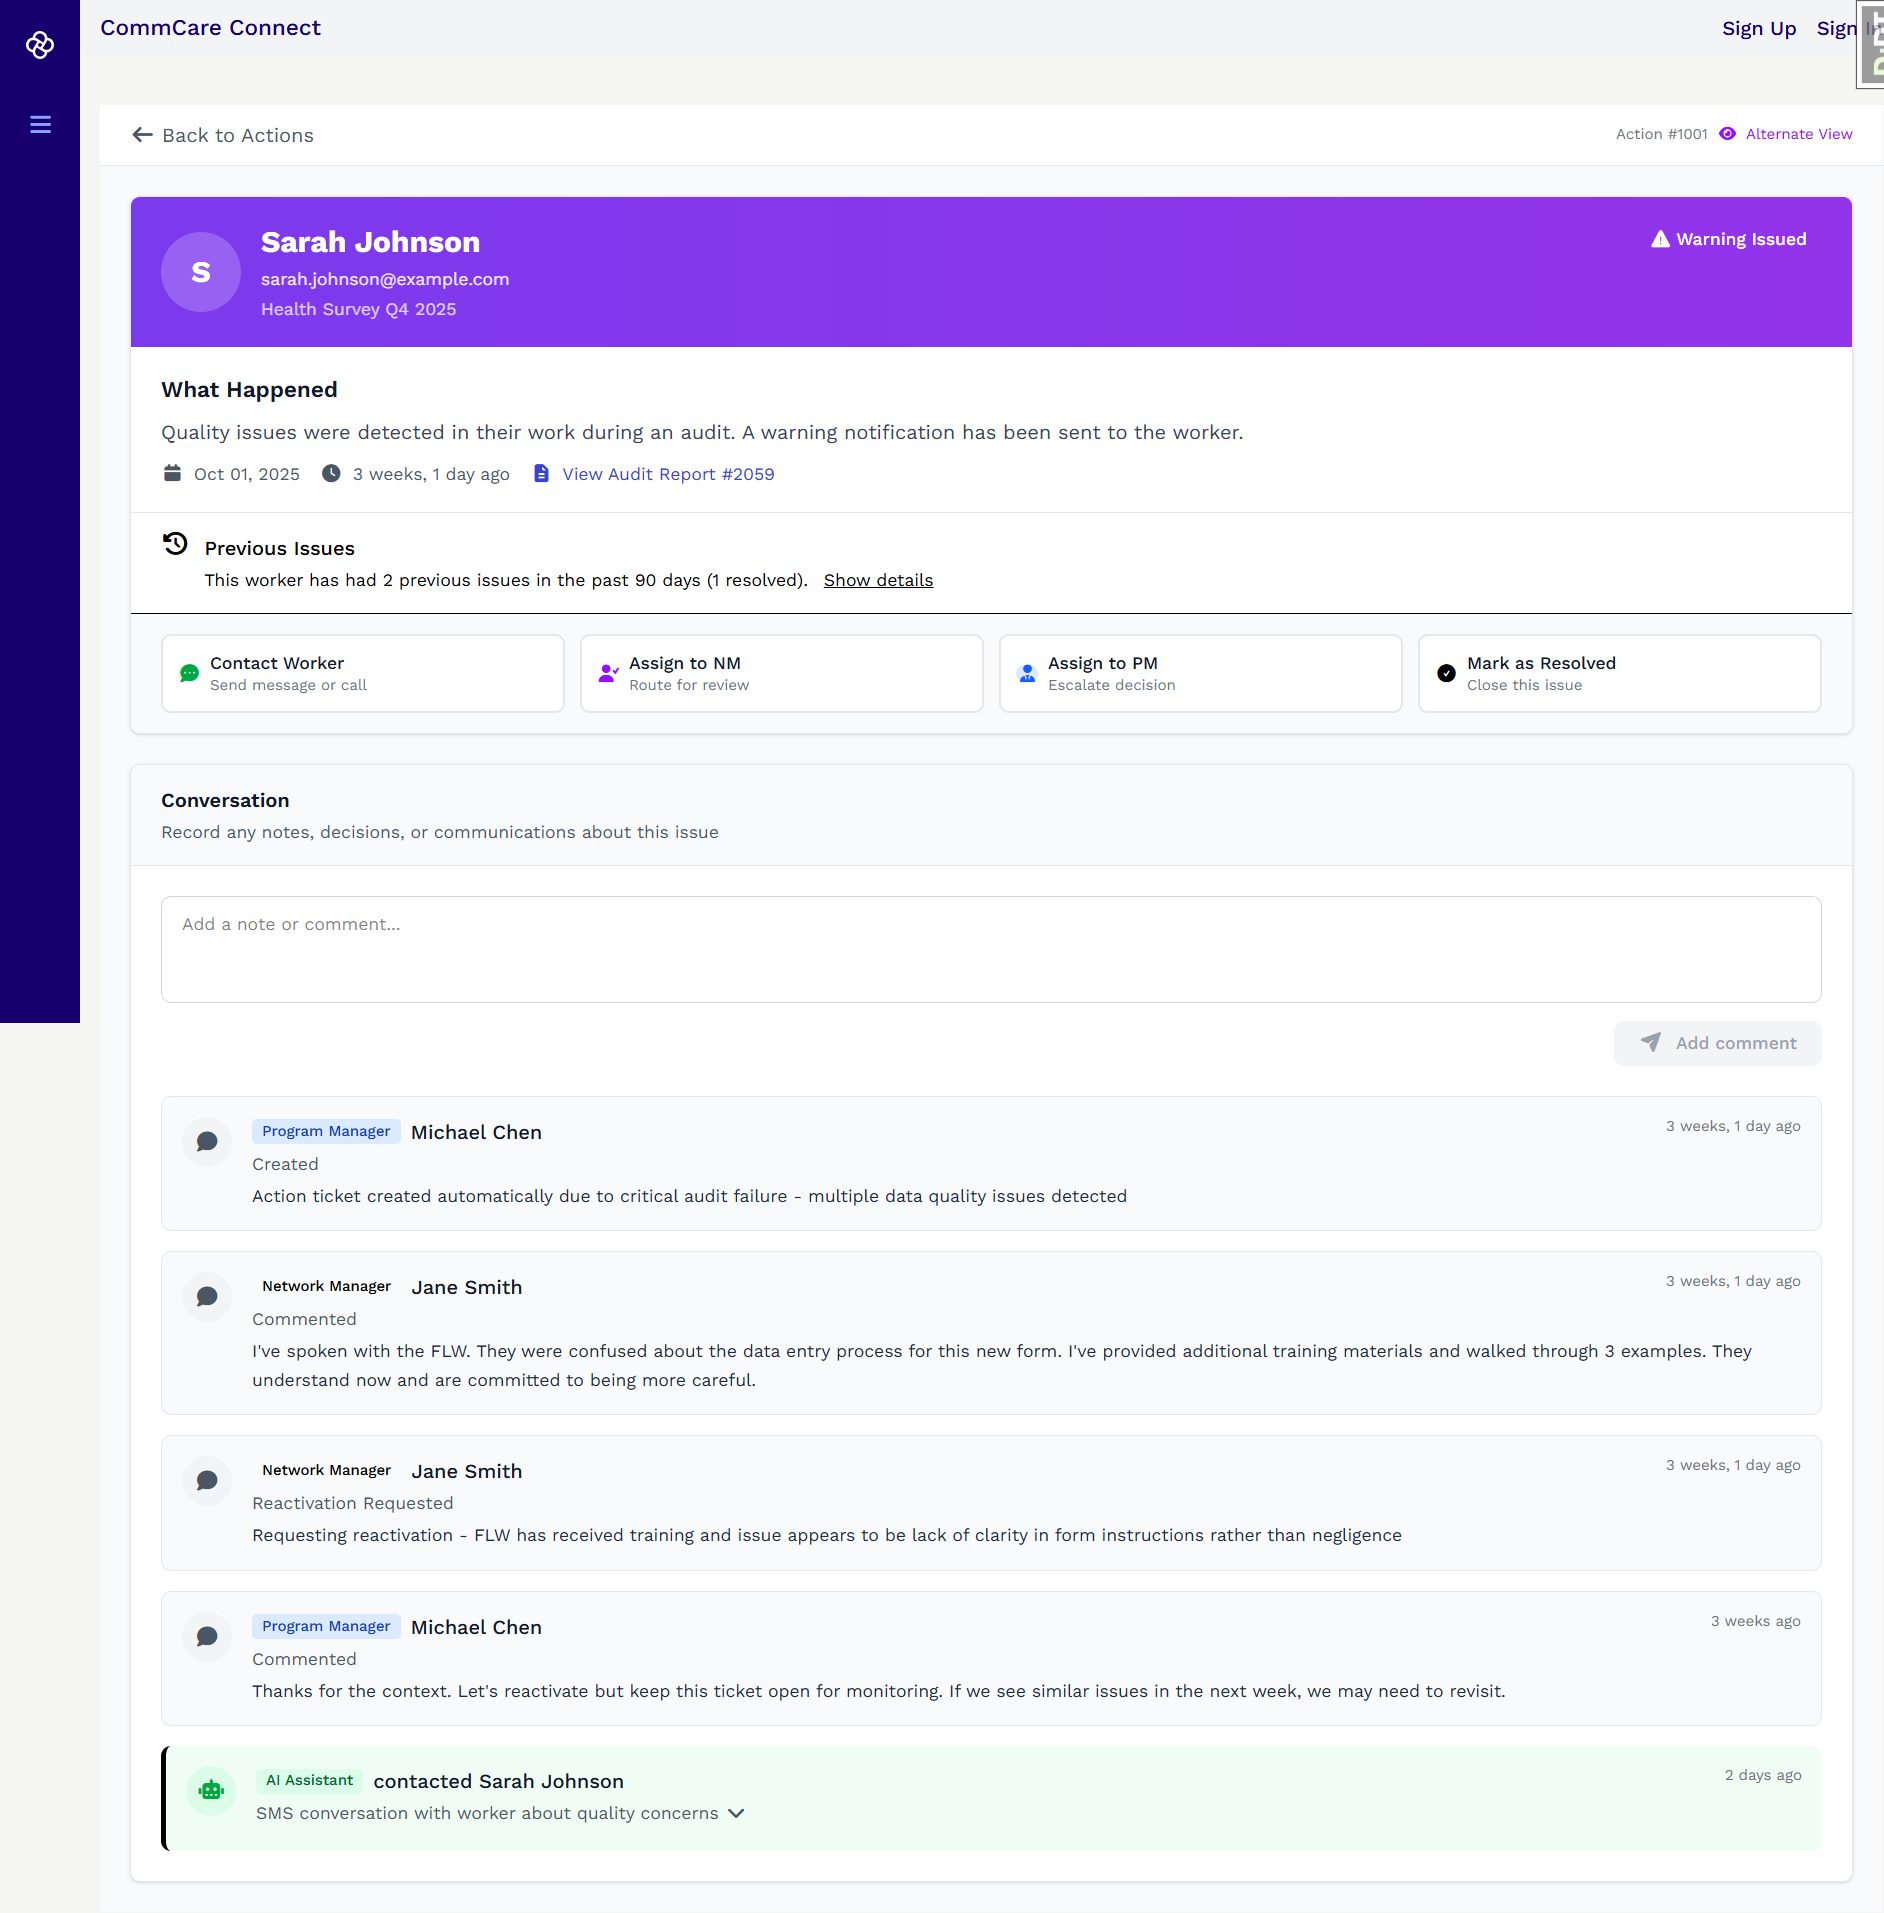 CommCare Connect
Sign Up
Sign In
Back to Actions
Action #1001
Alternate View
S
Sarah Johnson
sarah.johnson@example.com
Health Survey Q4 2025
Warning Issued
What Happened
Quality issues were detected in their work during an audit. A warning notification has been sent to the worker.
Oct 01, 2025
3 weeks, 1 day ago
View Audit Report #2059
Previous Issues
This worker has had 2 previous issues in the past 90 days (1 resolved).
Show details
Contact Worker
Send message or call
Assign to NM
Route for review
Assign to PM
Escalate decision
Mark as Resolved
Close this issue
Conversation
Record any notes, decisions, or communications about this issue
Add a note or comment...
Add comment
Program Manager
Michael Chen
3 weeks, 1 day ago
Created
Action ticket created automatically due to critical audit failure - multiple data quality issues detected
Network Manager
Jane Smith
3 weeks, 1 day ago
Commented
I've spoken with the FLW. They were confused about the data entry process for this new form. I've provided additional training materials and walked through 3 examples. They
understand now and are committed to being more careful.
Network Manager
Jane Smith
3 weeks, 1 day ago
Reactivation Requested
Requesting reactivation - FLW has received training and issue appears to be lack of clarity in form instructions rather than negligence
Program Manager
Michael Chen
3 weeks ago
Commented
Thanks for the context. Let's reactivate but keep this ticket open for monitoring. If we see similar issues in the next week, we may need to revisit.
AI Assistant
contacted Sarah Johnson
2 days ago
SMS conversation with worker about quality concerns